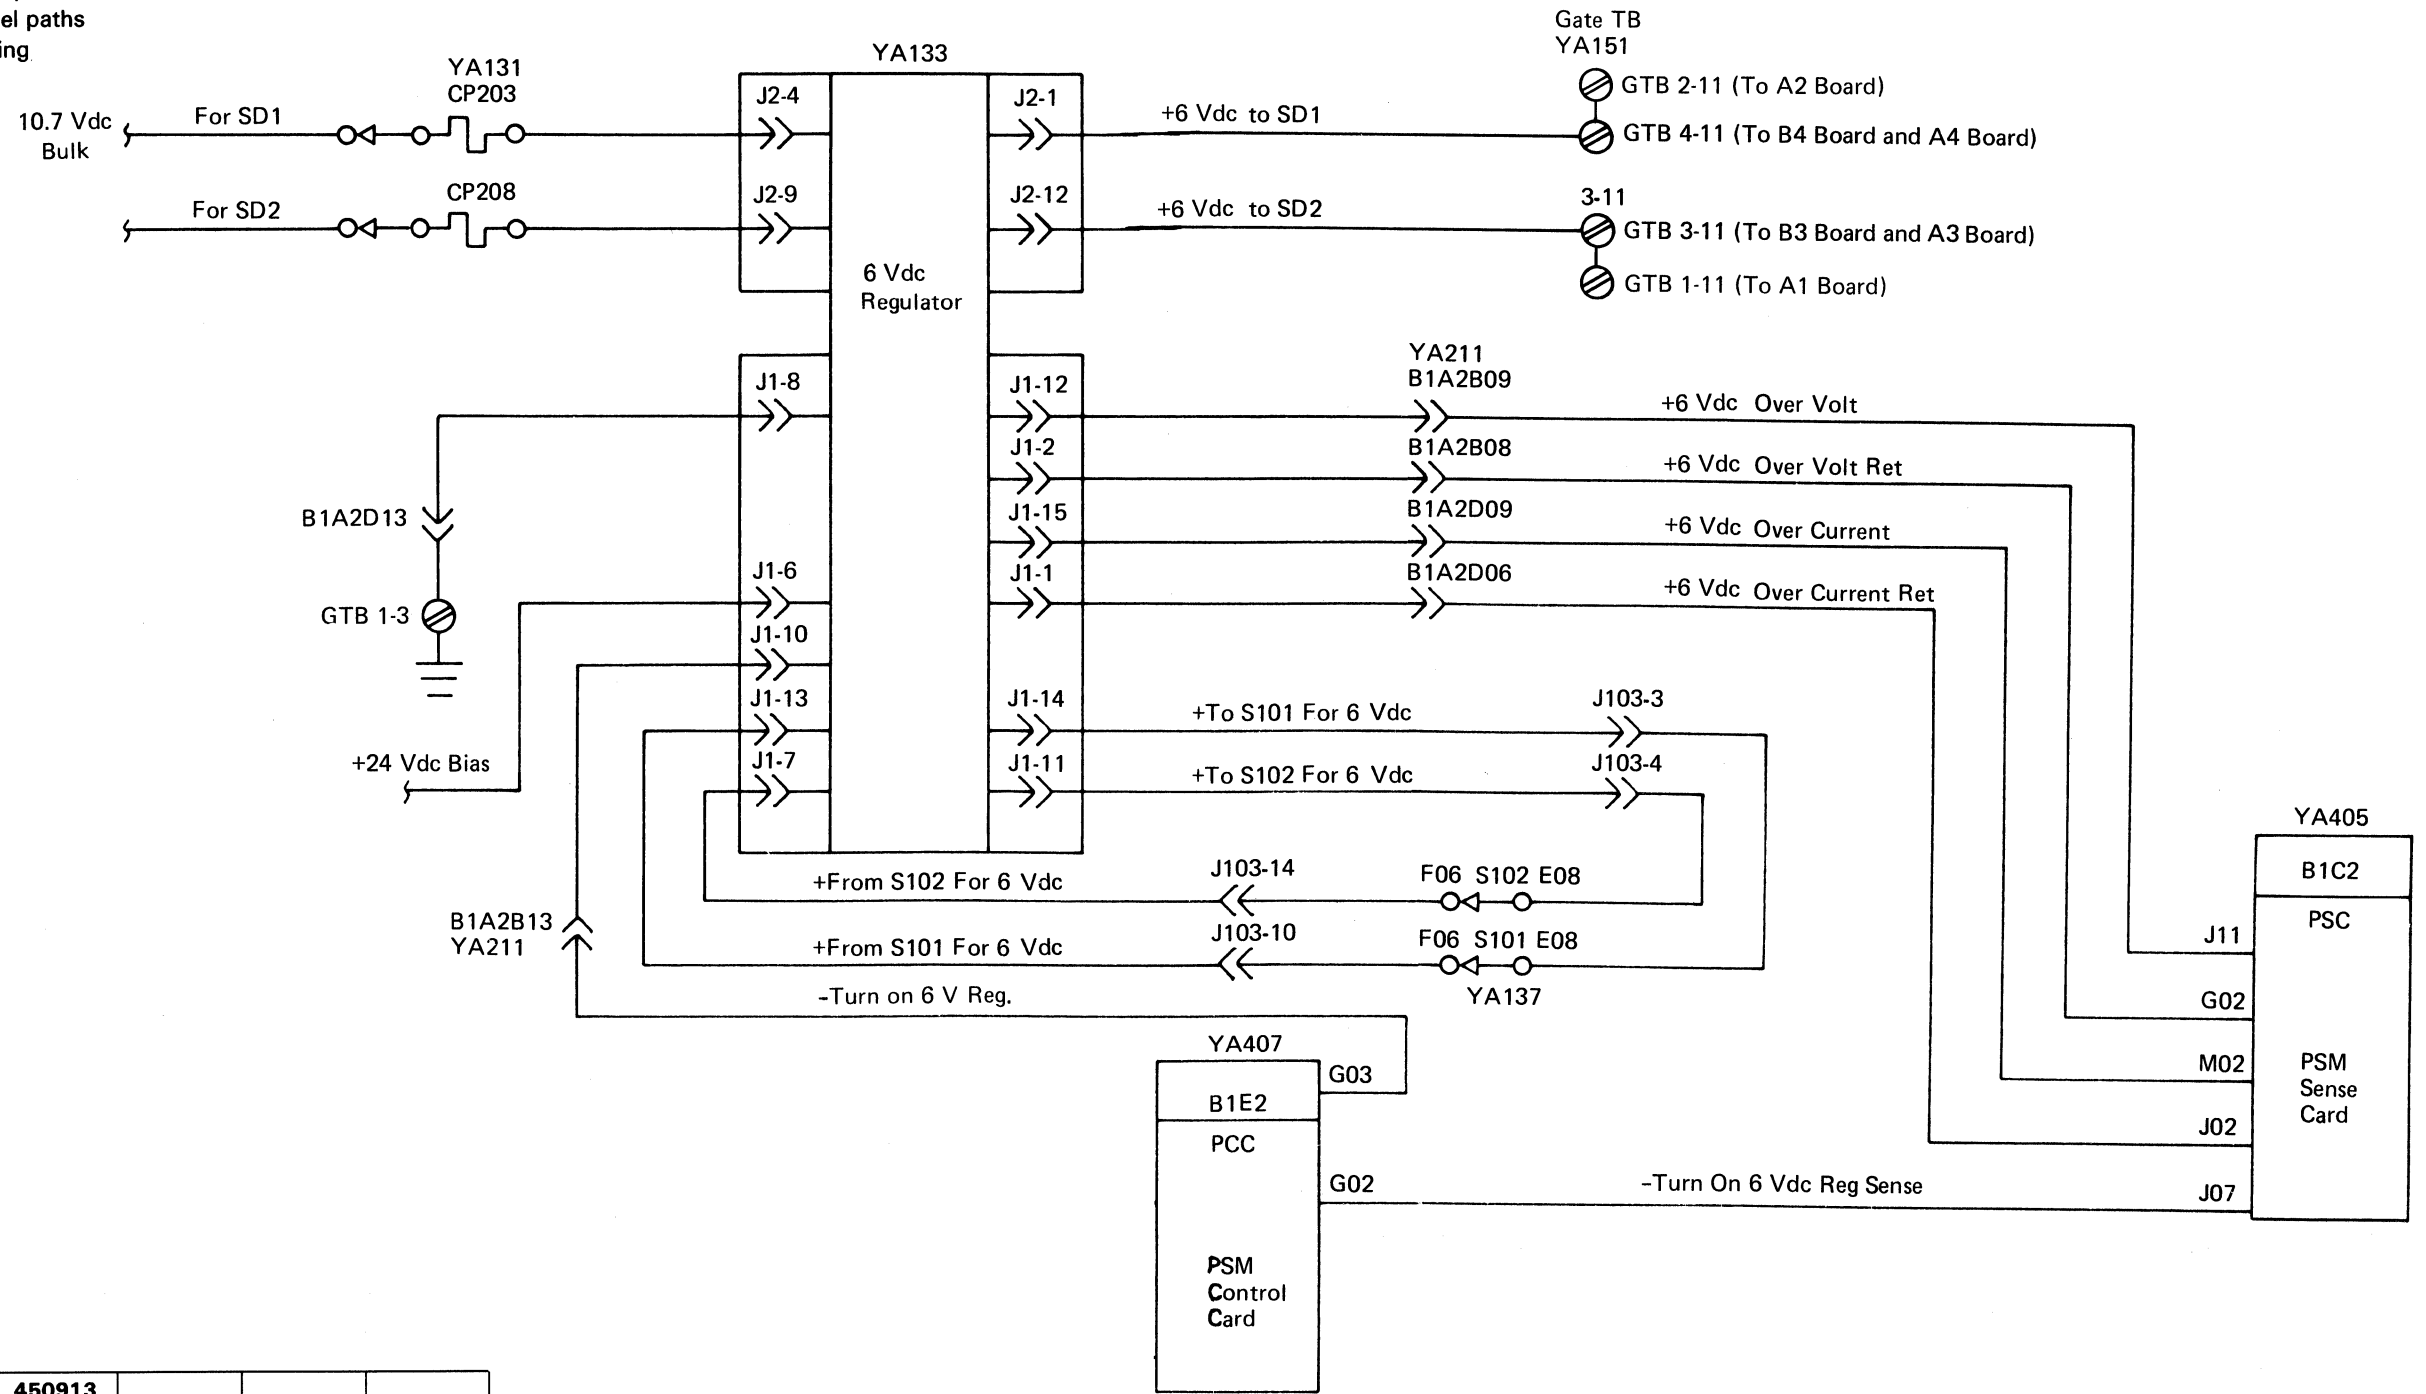 el paths
ing
Gate TB
YA151
YA133
YA131
CP203
10.7 Vdc
Bulk
For SD1
J2-4
J2-1
+6 Vdc to SD1
GTB 2-11 (To A2 Board)
GTB 4-11 (To B4 Board and A4 Board)
For SD2
CP208
J2-9
J2-12
+6 Vdc to SD2
3-11
GTB 3-11 (To B3 Board and A3 Board)
GTB 1-11 (To A1 Board)
6 Vdc
Regulator
J1-8
J1-12
YA211
B1A2B09
+6 Vdc Over Volt
J1-2
B1A2B08
+6 Vdc Over Volt Ret
B1A2D13
J1-15
B1A2D09
+6 Vdc Over Current
J1-6
J1-1
B1A2D06
+6 Vdc Over Current Ret
GTB 1-3
J1-10
J1-13
J1-14
+To S101 For 6 Vdc
J103-3
+24 Vdc Bias
J1-7
J1-11
+To S102 For 6 Vdc
J103-4
+From S102 For 6 Vdc
J103-14
F06 S102 E08
B1A2B13
YA211
+From S101 For 6 Vdc
J103-10
F06 S101 E08
YA137
-Turn on 6 V Reg.
YA405
B1C2
PSC
J11
G02
M02
PSM
Sense
Card
J02
J07
YA407
G03
B1E2
PCC
G02
-Turn On 6 Vdc Reg Sense
PSM
Control
Card
450913